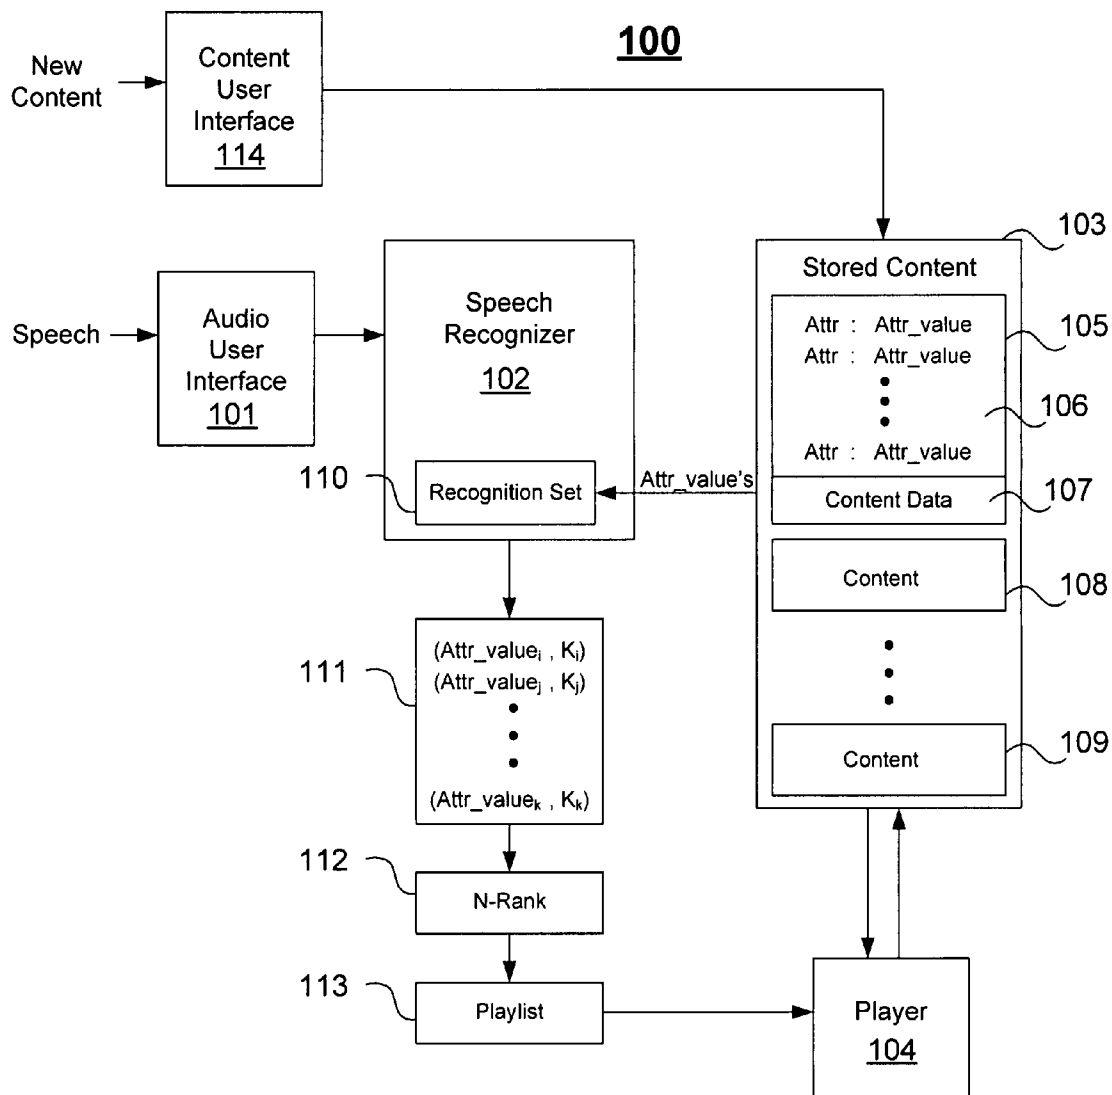 100
New
Content
Content
User
Interface
114
103
Stored Content
Speech
Audio
User
Interface
101
Speech
Recognizer
102
Attr : Attr_value
Attr : Attr_value
Attr : Attr_value
105
106
110
Recognition Set
Attr_value's
Content Data
107
Content
108
111
(Attr_valueᵢ , Kᵢ)
(Attr_valueⱼ , Kⱼ)
(Attr_valueₖ , Kₖ)
Content
109
112
N-Rank
113
Playlist
Player
104